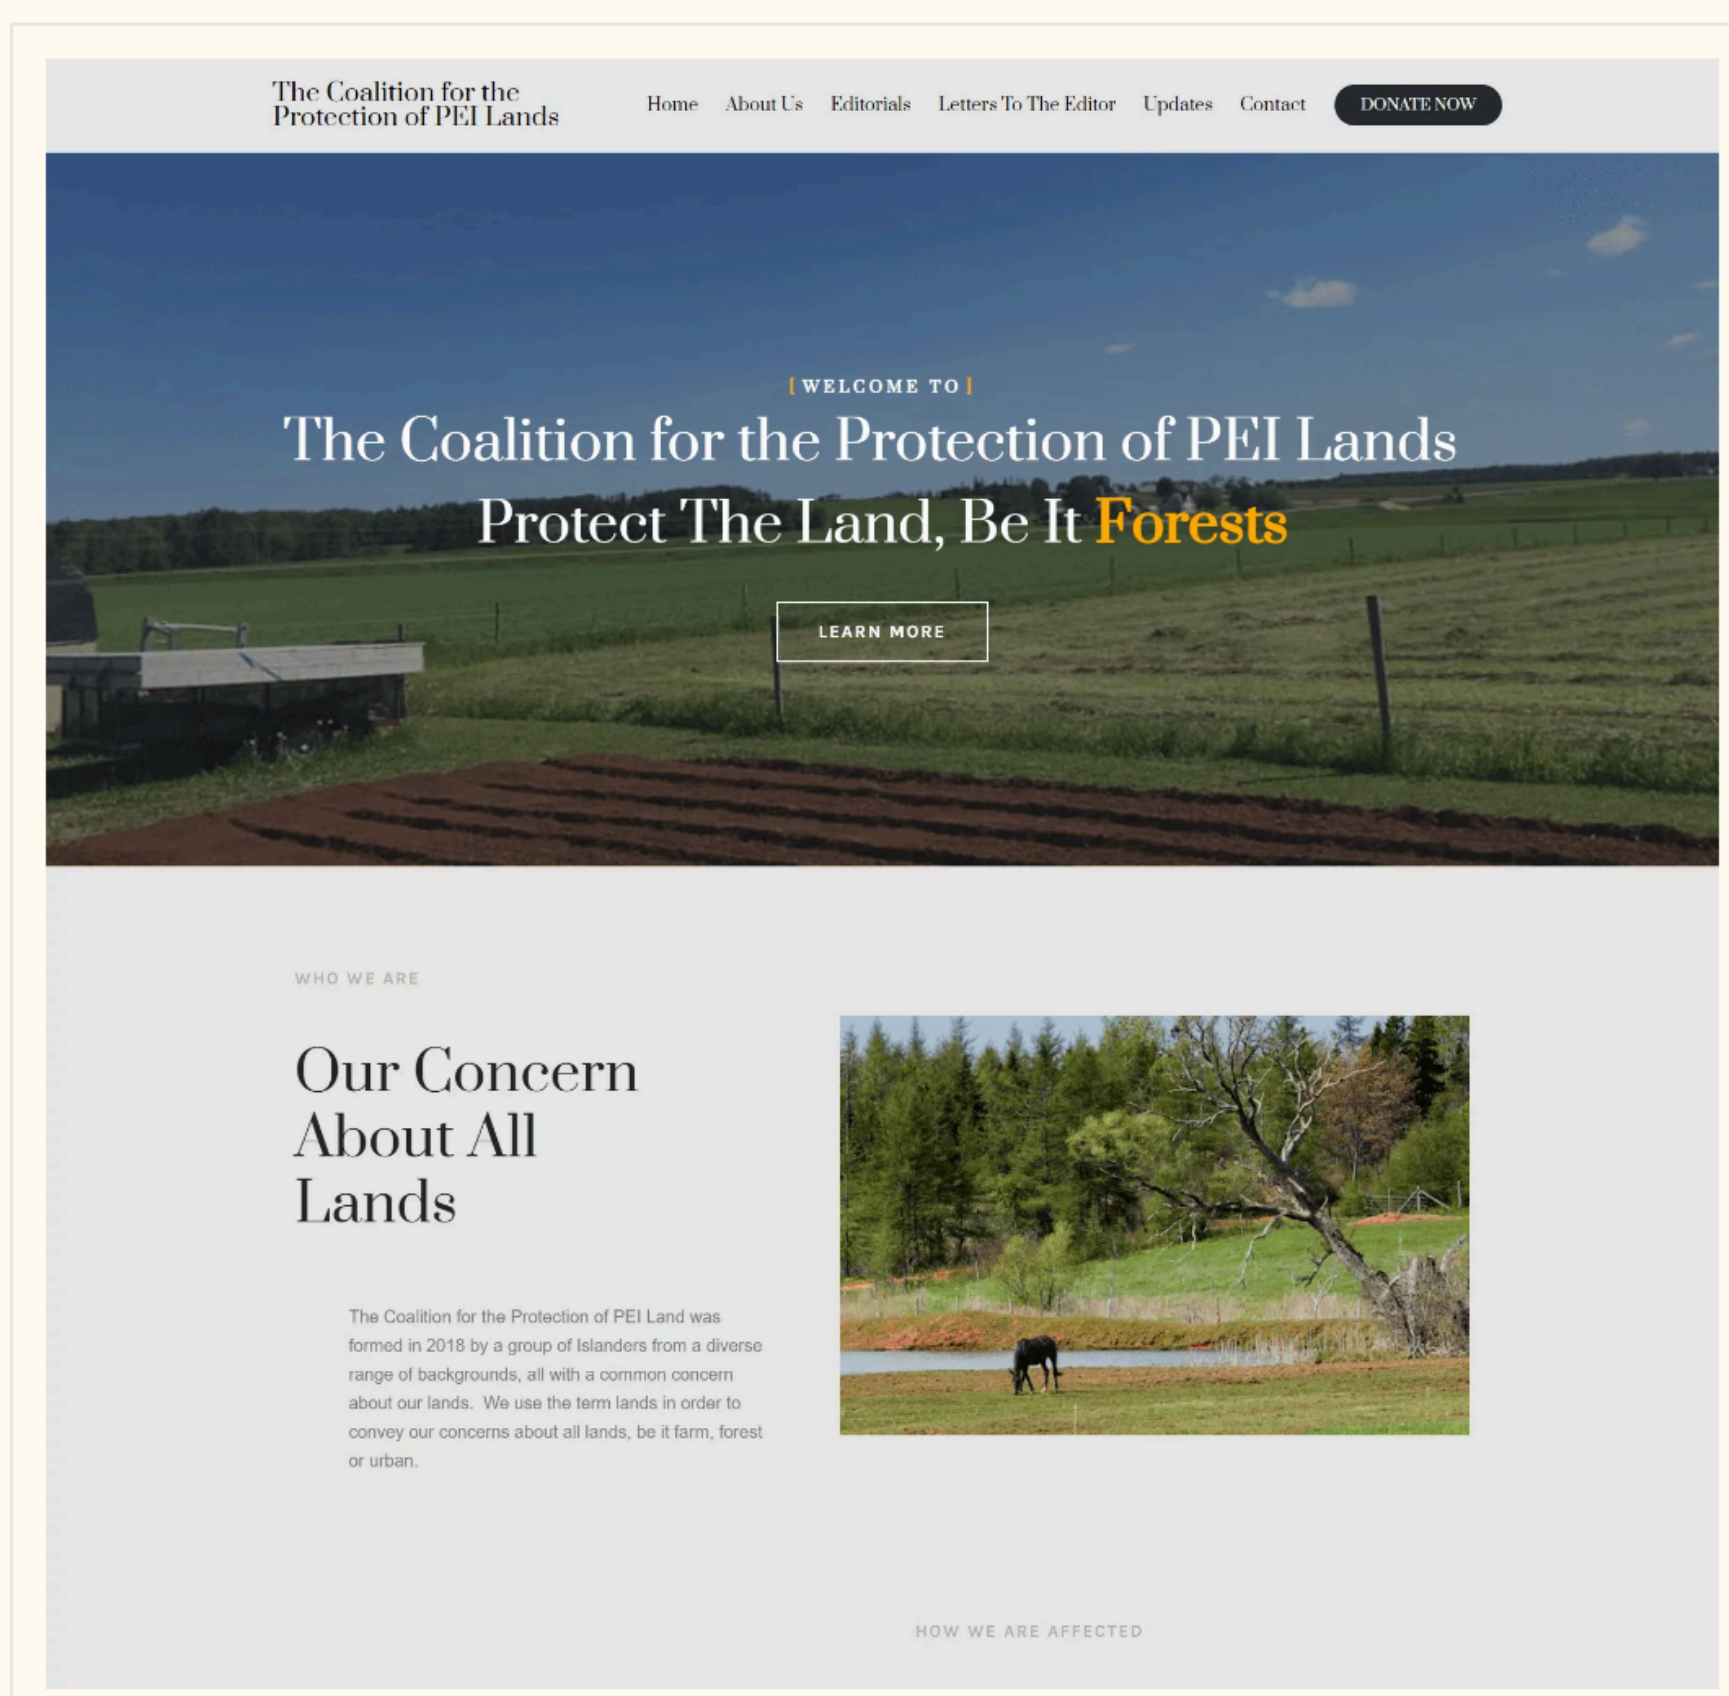 The Coalition for the
Protection of PEI Lands
Home About Us Editorials Letters To The Editor Updates Contact DONATE NOW
[ WELCOME TO ]
The Coalition for the Protection of PEI Lands
Protect The Land, Be It Forests
LEARN MORE
WHO WE ARE
Our Concern
About All
Lands
The Coalition for the Protection of PEI Land was
formed in 2018 by a group of Islanders from a diverse
range of backgrounds, all with a common concern
about our lands.  We use the term lands in order to
convey our concerns about all lands, be it farm, forest
or urban.
HOW WE ARE AFFECTED